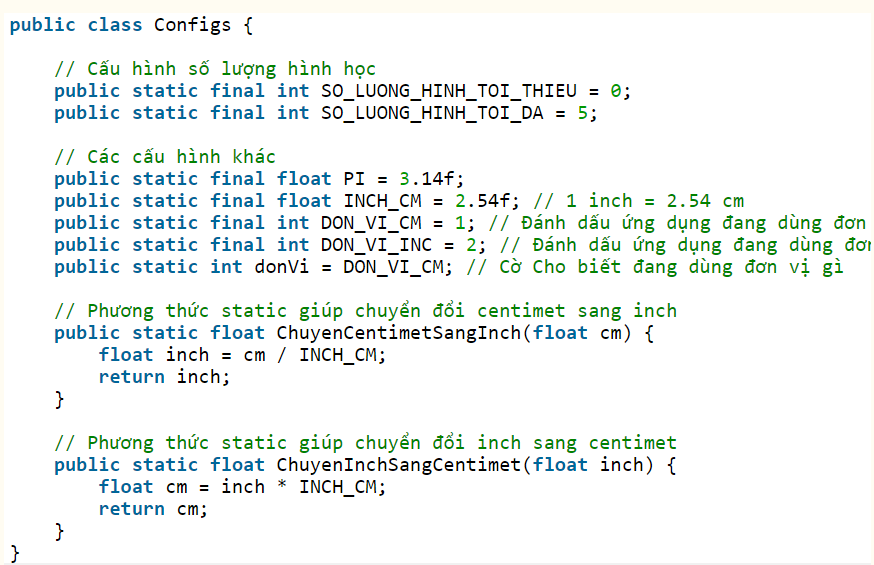 public class Configs {
// Cấu hình số lượng hình học
public static final int SO_LUONG_HINH_TOI_THIEU = 0;
public static final int SO_LUONG_HINH_TOI_DA = 5;
// Các cấu hình khác
public static final float PI = 3.14f;
public static final float INCH_CM = 2.54f; // 1 inch = 2.54 cm
public static final int DON_VI_CM = 1; // Đánh dấu ứng dụng đang dùng đơn
public static final int DON_VI_INC = 2; // Đánh dấu ứng dụng đang dùng đơn
public static int donVi = DON_VI_CM; // Cờ Cho biết đang dùng đơn vị gì
// Phương thức static giúp chuyển đổi centimet sang inch
public static float ChuyenCentimetSangInch(float cm) {
float inch = cm / INCH_CM;
return inch;
}
// Phương thức static giúp chuyển đổi inch sang centimet
public static float ChuyenInchSangCentimet(float inch) {
float cm = inch * INCH_CM;
return cm;
}
}